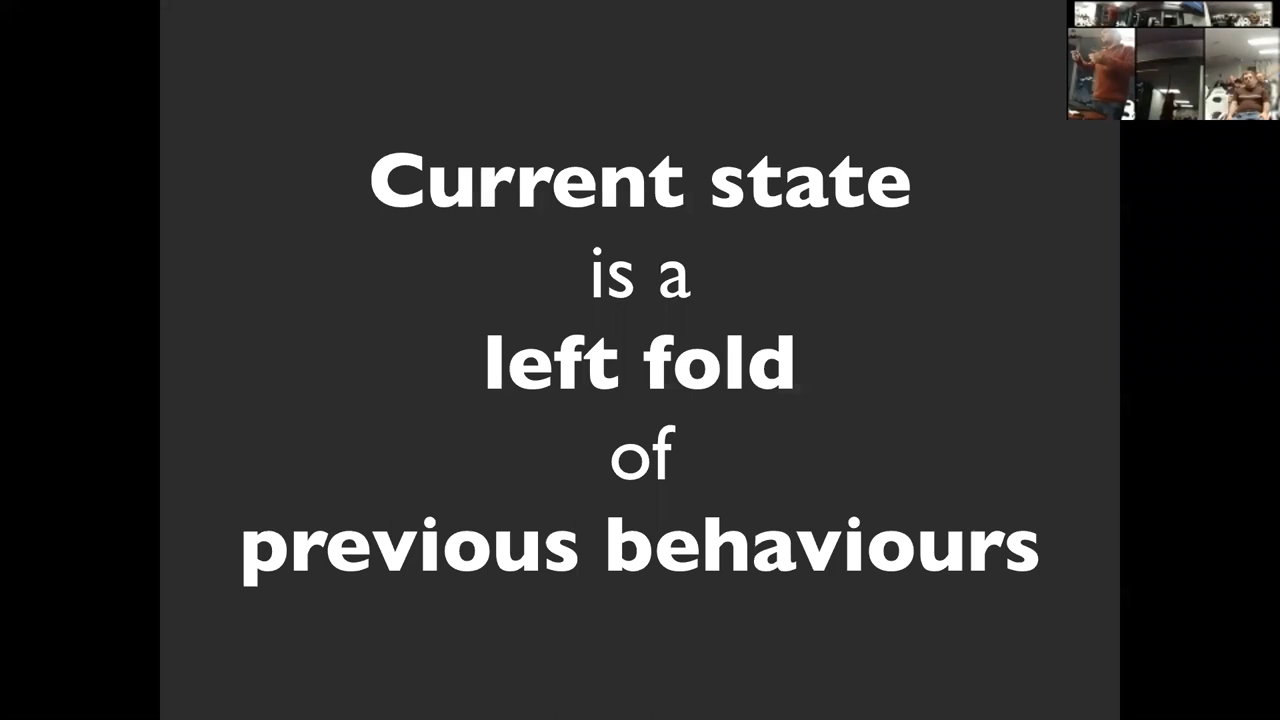 Current state
is a
left fold
of
previous behaviours